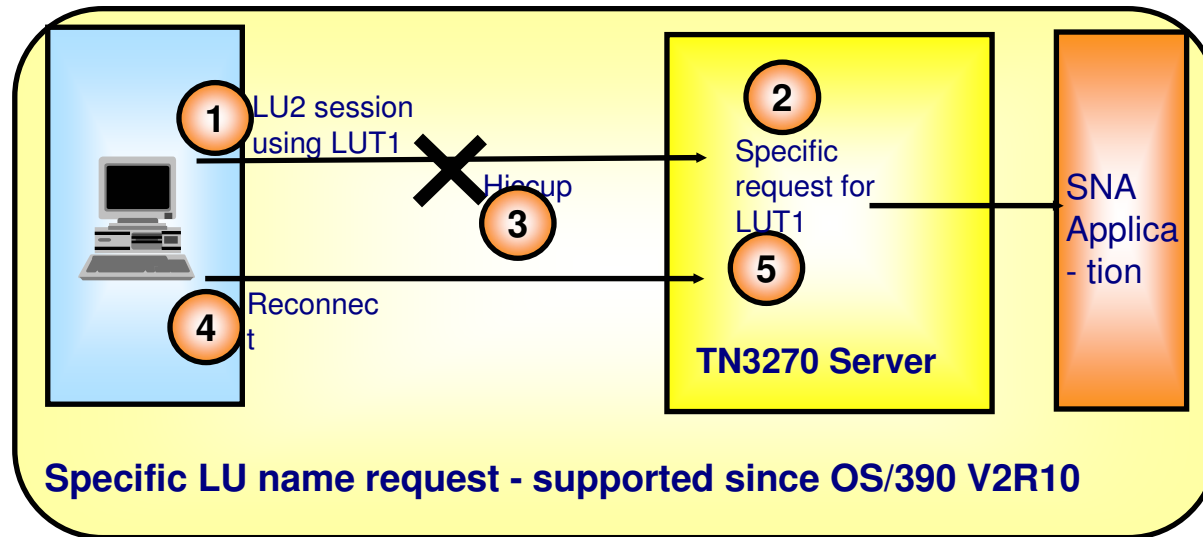 1
LU2 session
using LUT1
2
Specific
request for
LUT1
Hiccup
3
SNA
Applica
- tion
5
4
Reconnec
t
TN3270 Server
Specific LU name request - supported since OS/390 V2R10